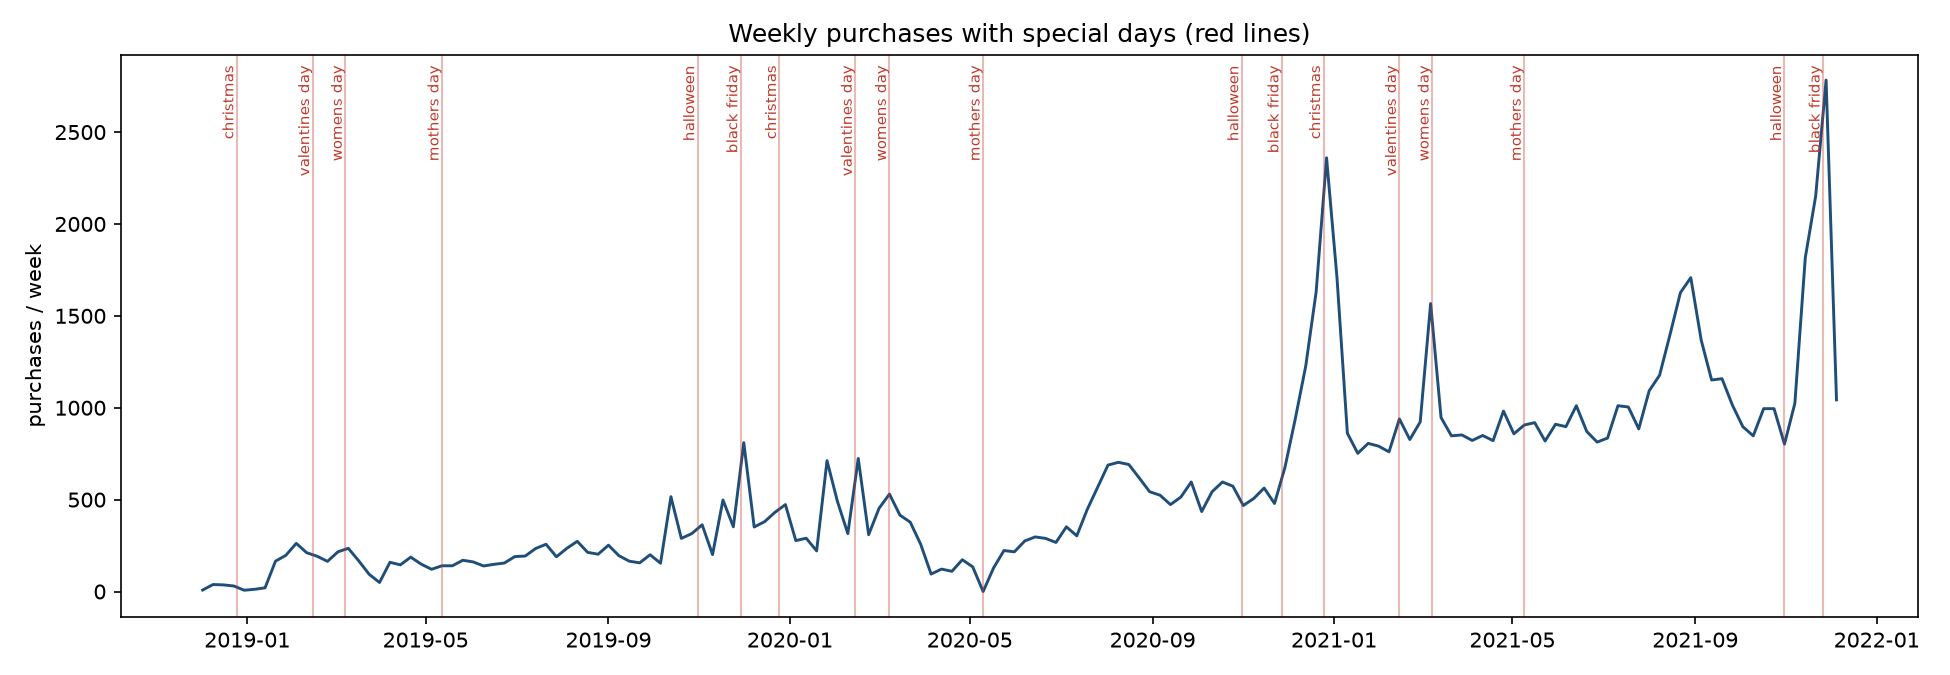 Weekly purchases with special days (red lines)
purchases / week
2500
2000
1500
1000
500
0
christmas
valentines day
womens day
mothers day
halloween
black friday
christmas
valentines day
womens day
mothers day
halloween
black friday
christmas
valentines day
womens day
mothers day
halloween
black friday
2019-01
2019-05
2019-09
2020-01
2020-05
2020-09
2021-01
2021-05
2021-09
2022-01